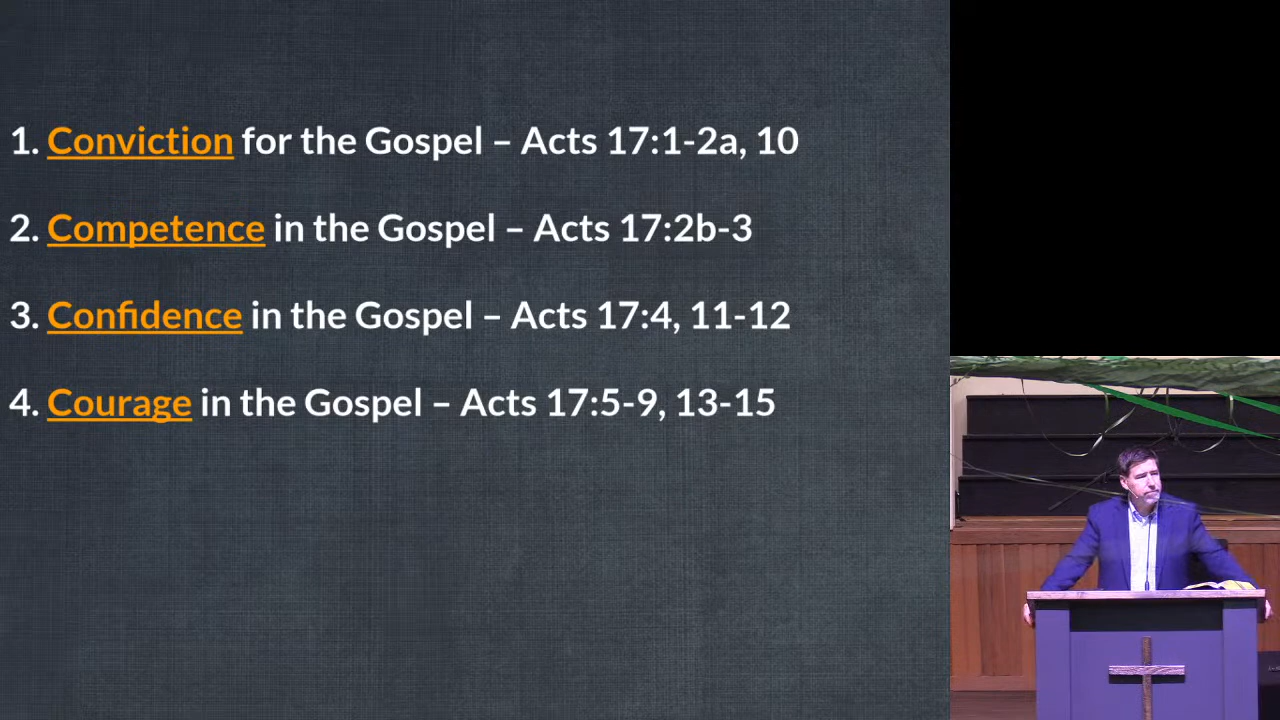 1. Conviction for the Gospel – Acts 17:1-2a, 10
2. Competence in the Gospel – Acts 17:2b-3
3. Confidence in the Gospel – Acts 17:4, 11-12
4. Courage in the Gospel – Acts 17:5-9, 13-15